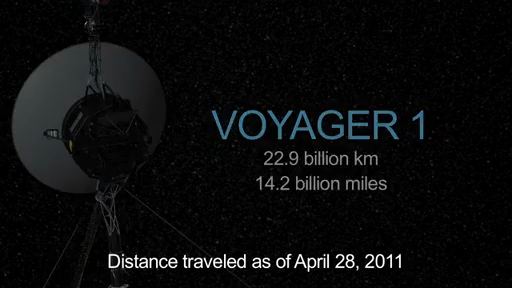 VOYAGER 1
22.9 billion km
14.2 billion miles
Distance traveled as of April 28, 2011